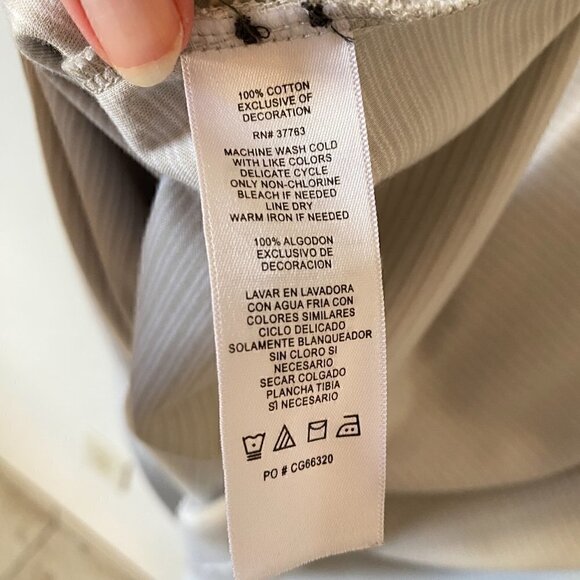 100% COTTON
EXCLUSIVE OF
DECORATION
RN# 37763
MACHINE WASH COLD
WITH LIKE COLORS
DELICATE CYCLE
ONLY NON-CHLORINE
BLEACH IF NEEDED
LINE DRY
WARM IRON IF NEEDED
100% ALGODON
EXCLUSIVO DE
DECORACION
LAVAR EN LAVADORA
CON AGUA FRIA CON
COLORES SIMILARES
CICLO DELICADO
SOLAMENTE BLANQUEADOR
SIN CLORO SI
NECESARIO
SECAR COLGADO
PLANCHA TIBIA
SÌ NECESARIO
PO # CG66320